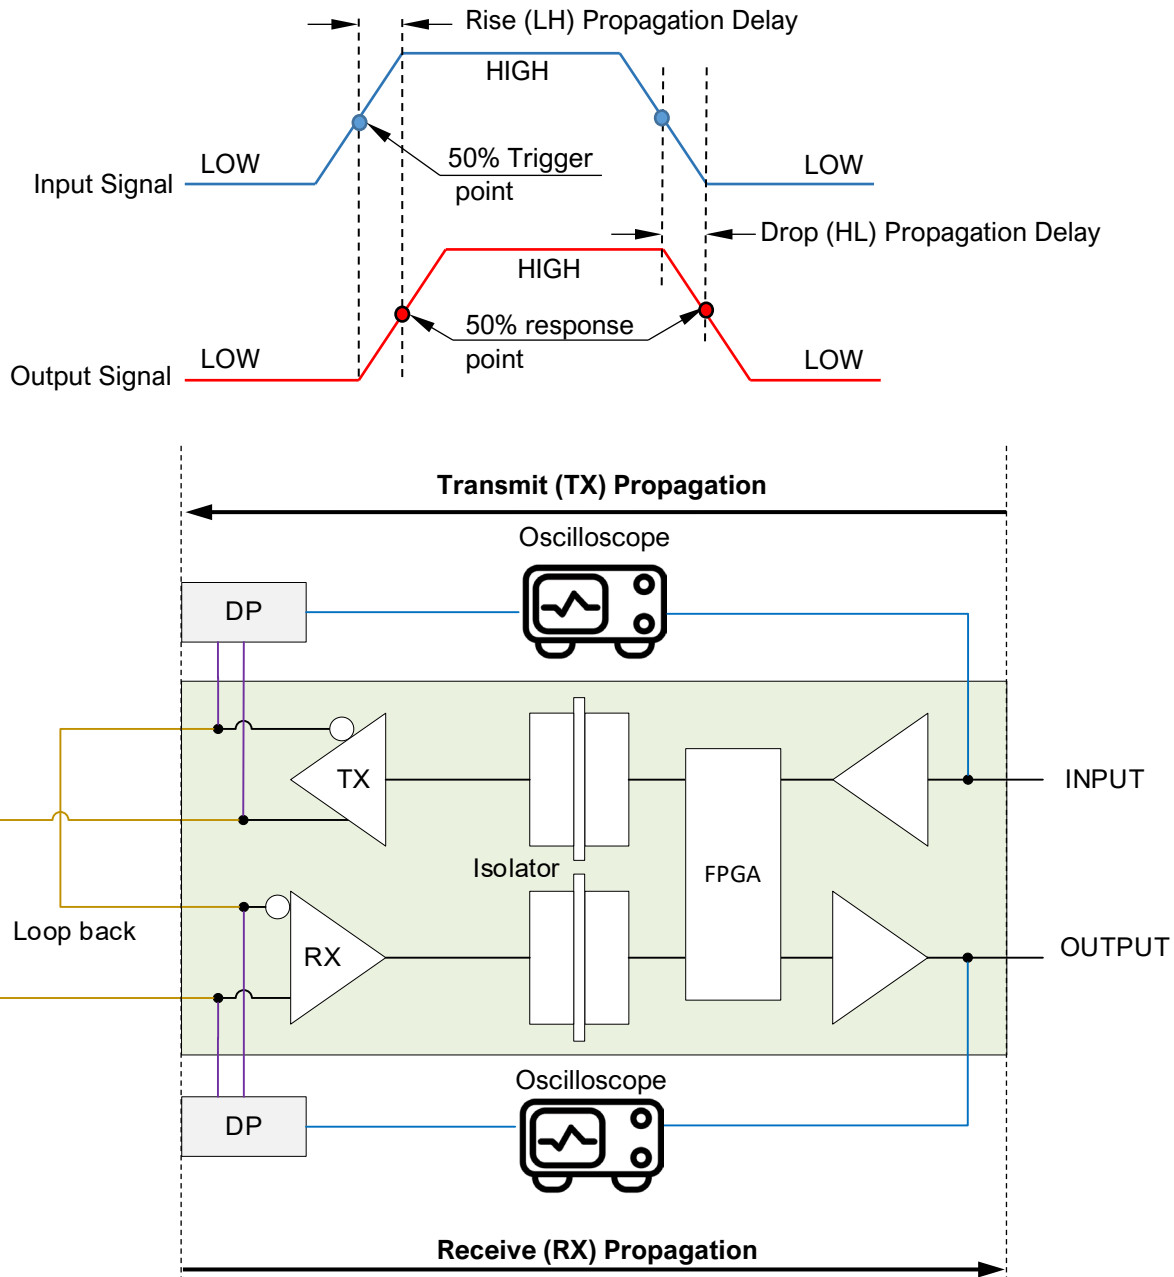 Rise (LH) Propagation Delay
HIGH
LOW
50% Trigger
point
LOW
Input Signal
Drop (HL) Propagation Delay
HIGH
50% response
point
LOW
LOW
Output Signal
Transmit (TX) Propagation
Oscilloscope
DP
TX
INPUT
Isolator
FPGA
Loop back
RX
OUTPUT
Oscilloscope
DP
Receive (RX) Propagation